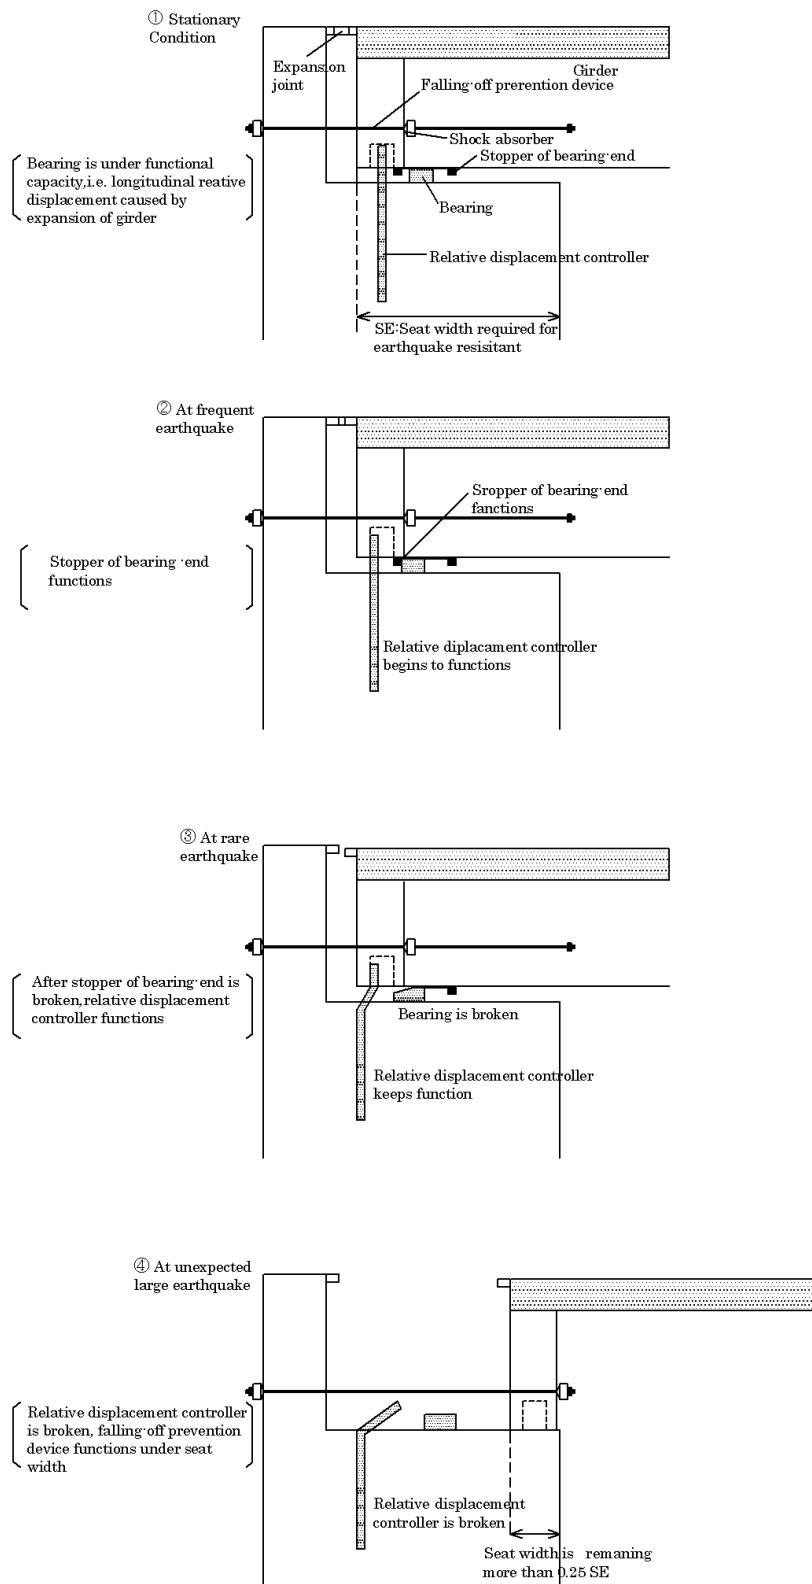 ① Stationary
Condition
Expansion
joint
Girder
Falling-off prerention device
Shock absorber
Stopper of bearing-end
Bearing is under functional
capacity,i.e. longitudinal reative
displacement caused by
expansion of girder
Bearing
Relative displacement controller
SE:Seat width required for
earthquake resisitant
② At frequent
earthquake
Sropper of bearing-end
fanctions
Stopper of bearing -end
functions
Relative diplacament controller
begins to functions
③ At rare
earthquake
After stopper of bearing-end is
broken,relative displacement
controller functions
Bearing is broken
Relative displacement controller
keeps function
④ At unexpected
large earthquake
Relative displacement controller
is broken, falling-off prevention
device functions under seat
width
Relative displacement
controller is broken
Seat width is remaning
more than 0.25 SE